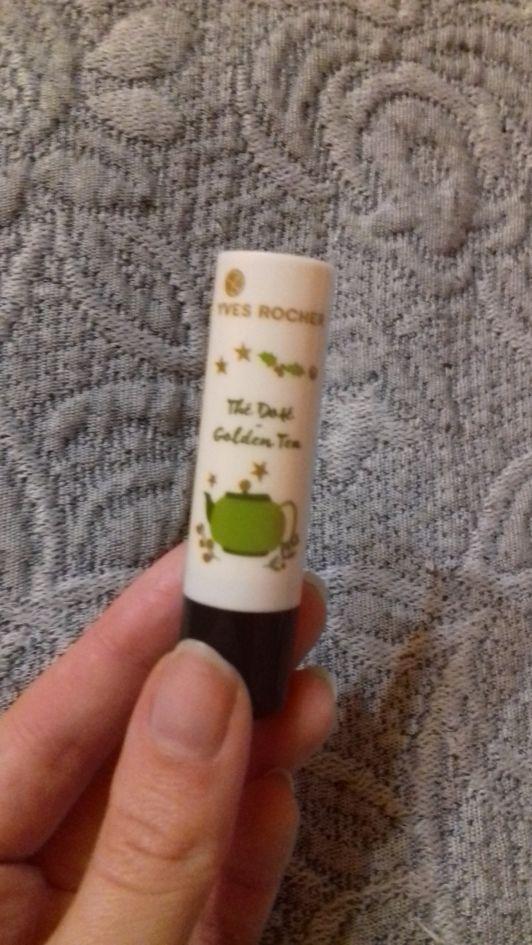 YVES ROCHER
Thé Doré
-
Golden Tea